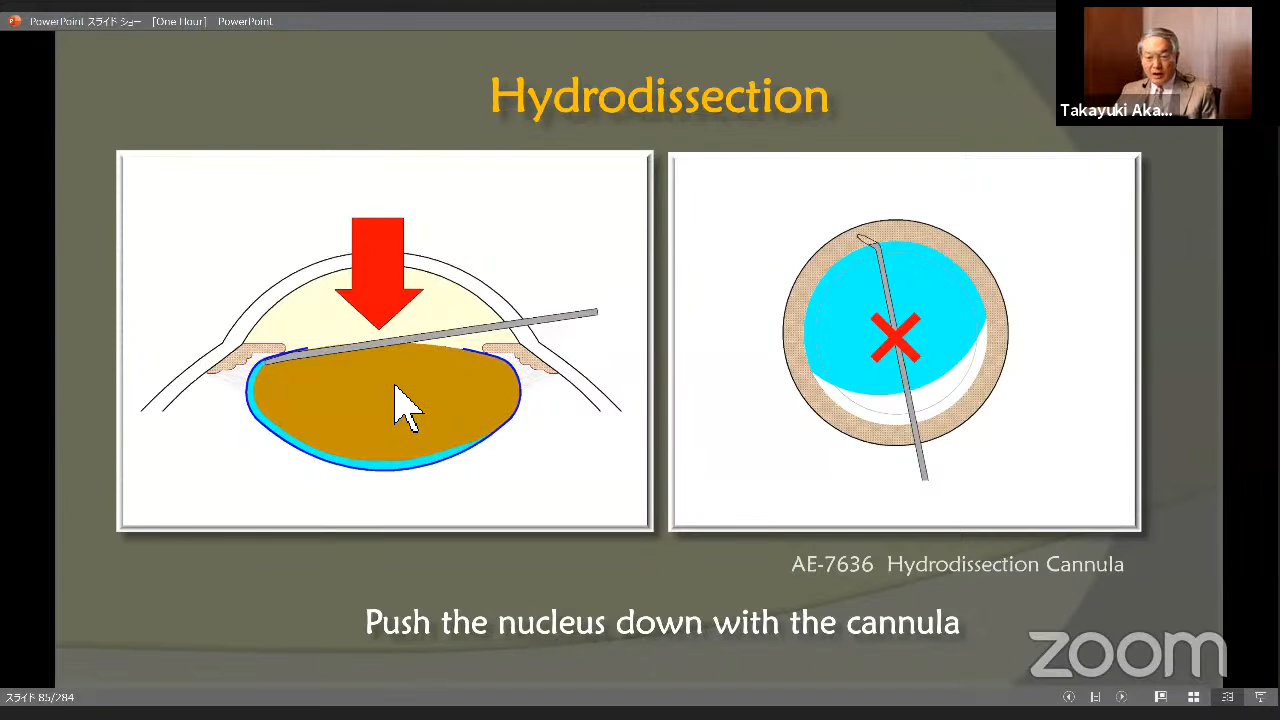 PowerPoint スライド ショー [One Hour] PowerPoint
Takayuki Aka...
Hydrodissection
AE-7636 Hydrodissection Cannula
Push the nucleus down with the cannula
zoom
スライド 85/284